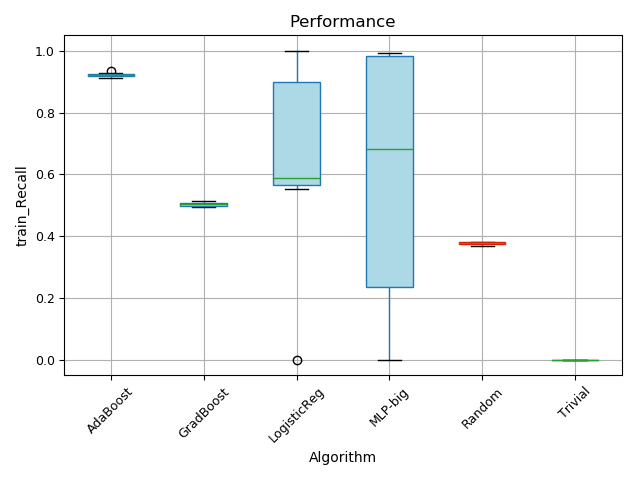 Performance
train_Recall
1.0
0.8
0.6
0.4
0.2
0.0
AdaBoost
GradBoost
LogisticReg
MLP-big
Random
Trivial
Algorithm